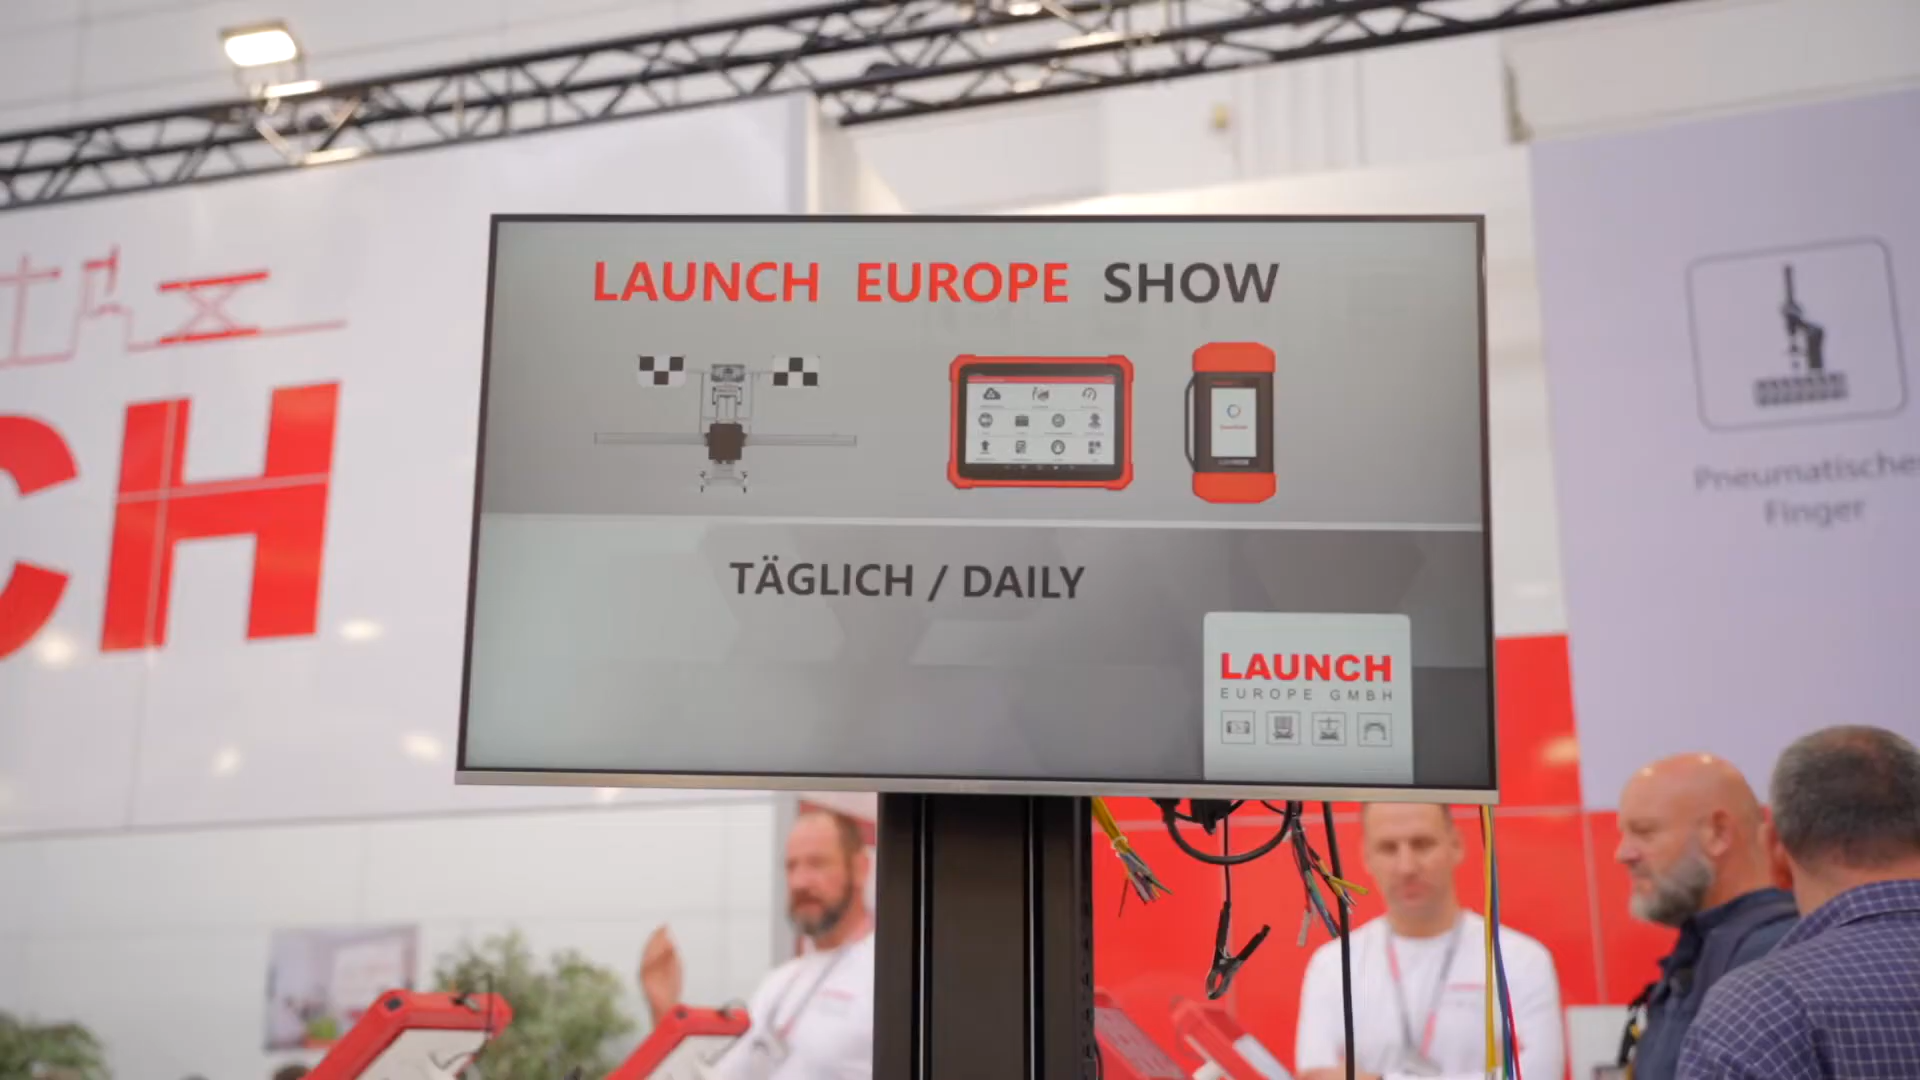 LAUNCH EUROPE SHOW
TÄGLICH / DAILY
LAUNCH
EUROPE GMBH
CH
Pneumatische
Finger